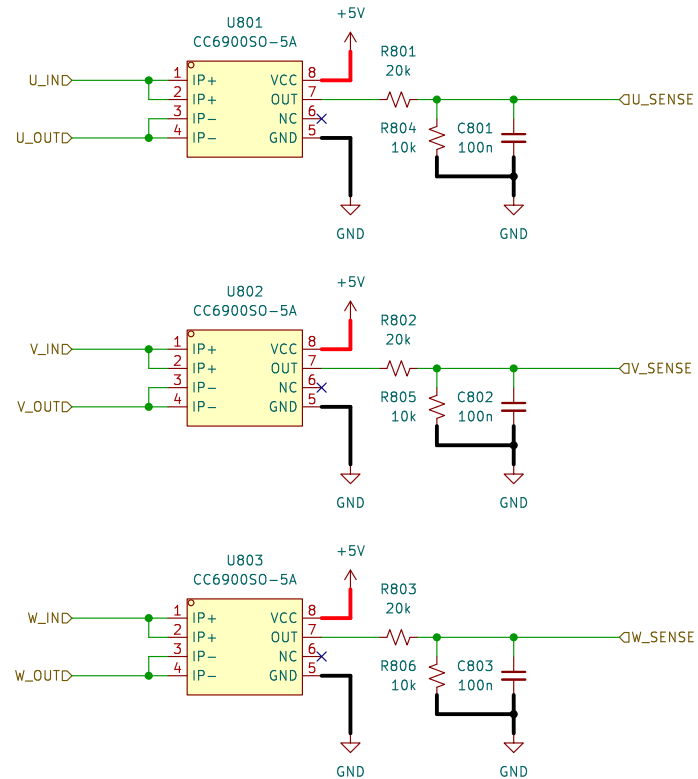 U801
CC6900SO-5A
+5V
R801
20k
U_IN
1 IP+ VCC 8
2 IP+ OUT 7
3 IP- NC 6
4 IP- GND 5
U_OUT
R804
10k
C801
100n
U_SENSE
GND
GND
U802
CC6900SO-5A
+5V
R802
20k
V_IN
1 IP+ VCC 8
2 IP+ OUT 7
3 IP- NC 6
4 IP- GND 5
V_OUT
R805
10k
C802
100n
V_SENSE
GND
GND
U803
CC6900SO-5A
+5V
R803
20k
W_IN
1 IP+ VCC 8
2 IP+ OUT 7
3 IP- NC 6
4 IP- GND 5
W_OUT
R806
10k
C803
100n
W_SENSE
GND
GND